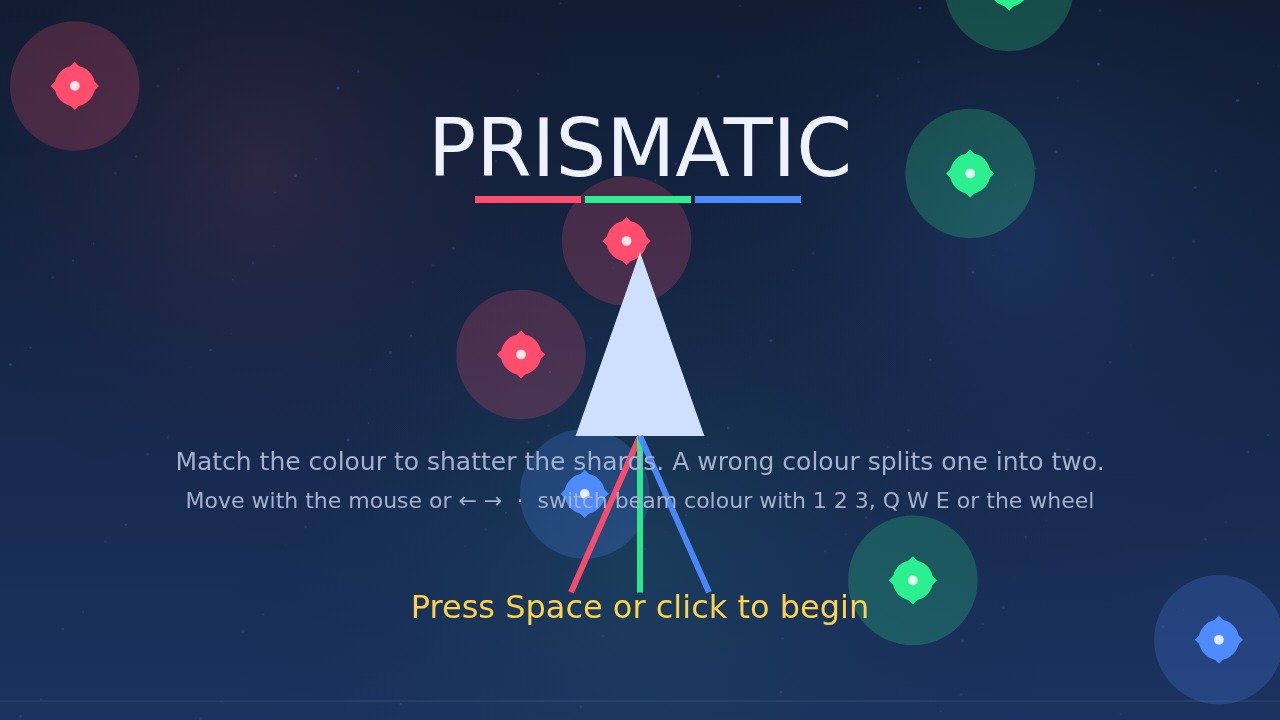 PRISMATIC
Match the colour to shatter the shards. A wrong colour splits one into two.
Move with the mouse or ← → · switch beam colour with 1 2 3, Q W E or the wheel
Press Space or click to begin